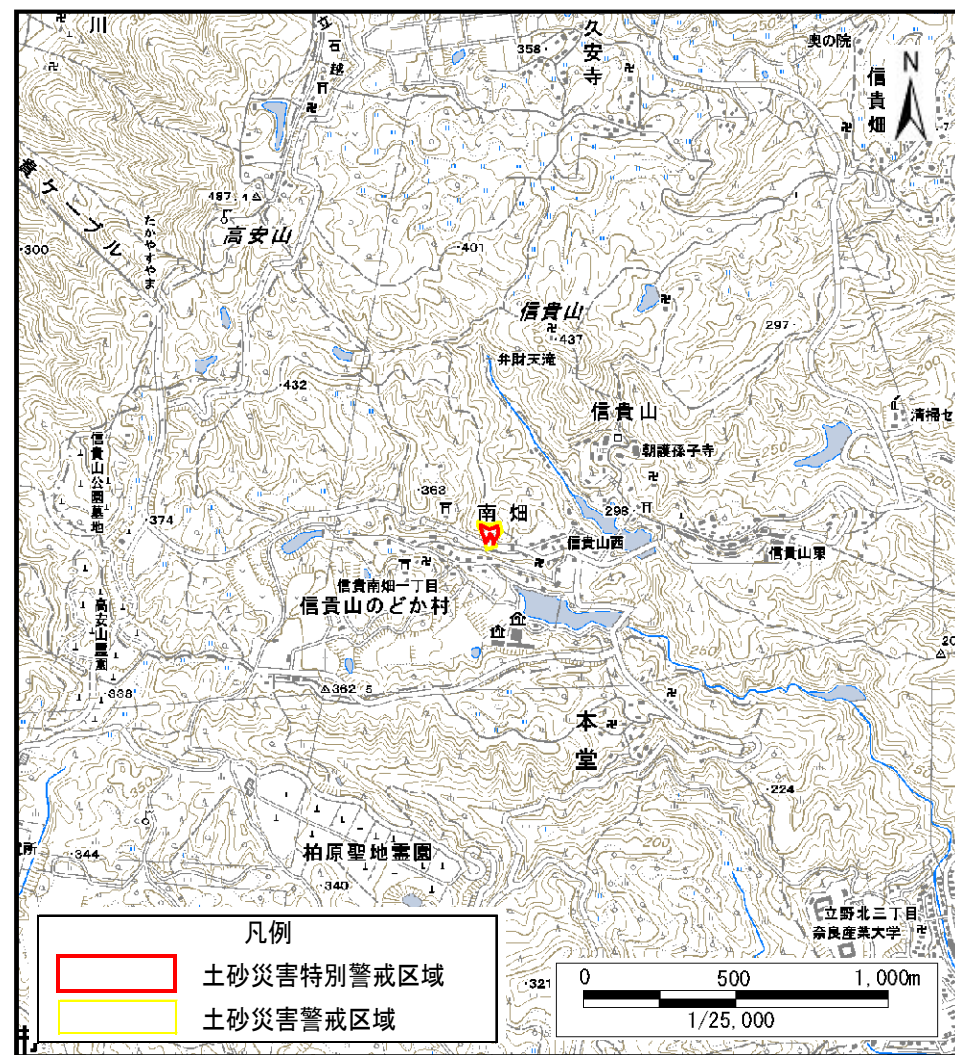 川
立石越
358
久安寺
奥の院
信貴畑
N
貴ケーブル
たかやすやま
487.1
高安山
300
401
信貴山
437
297
弁財天滝
432
信貴山
朝護孫子寺
清掃セ
信貴山公園墓地
363
374
南畑
298
信貴山西
信貴山東
信貴南畑一丁目
信貴山のどか村
高安山霊園
250
338
362.5
本堂
224
200
350
柏原聖地霊園
344
340
立野北三丁目
奈良産業大学
321
凡例
土砂災害特別警戒区域
土砂災害警戒区域
0 500 1,000m
1/25,000